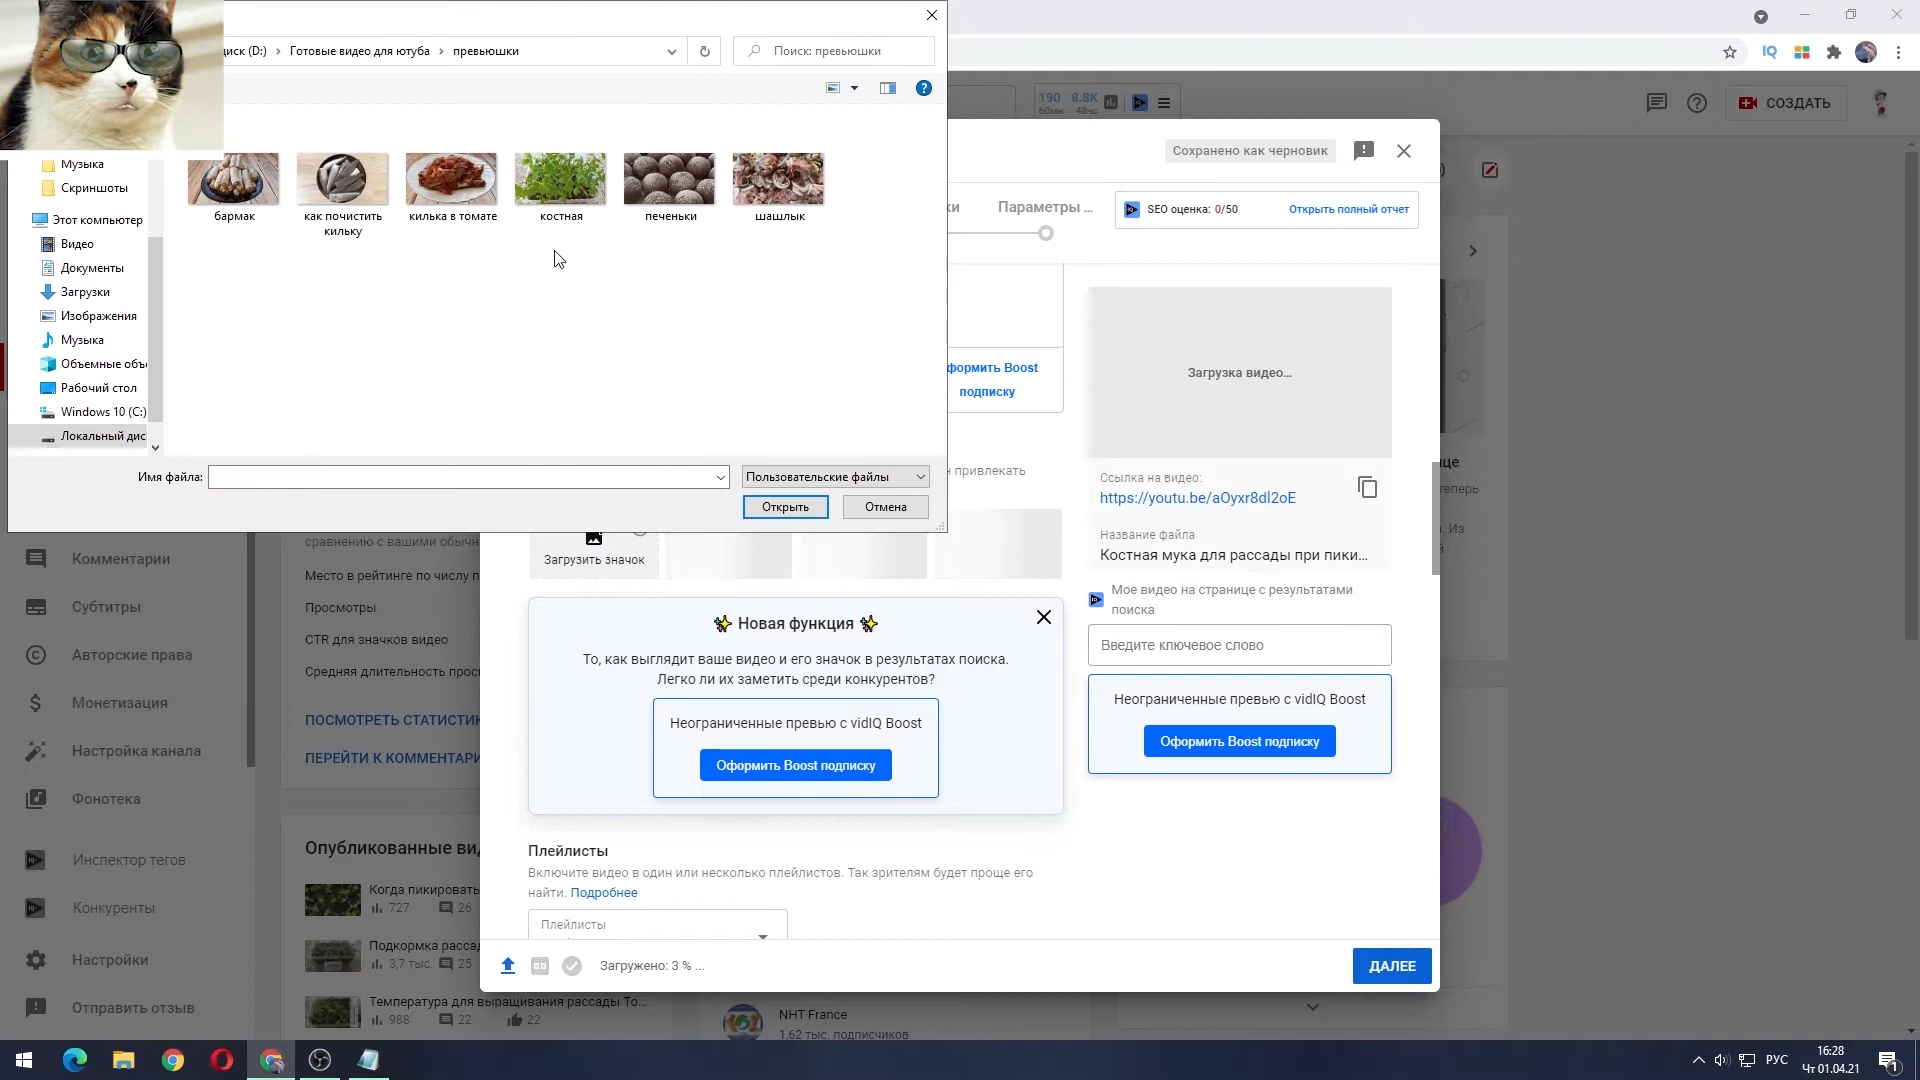 диск (D:) › Готовые видео для ютуба › превьюшки
Поиск: превьюшки
Музыка
Скриншоты
Этот компьютер
Видео
Документы
Загрузки
Изображения
Музыка
Рабочий стол
Windows 10 (C:)
Локальный дис
бармак
как почистить
кильку
килька в томате
костная
печеньки
шашлык
Имя файла:
Пользовательские файлы
Открыть
Отмена
190 8.8K
60мн 48чс
СОЗДАТЬ
Сохранено как черновик
ки
Параметры ...
SEO оценка: 0/50
Открыть полный отчет
формить Boost
подписку
н привлекать
Загрузить значок
Загрузка видео...
Ссылка на видео:
https://youtu.be/aOyxr8dl2oE
Название файла
Костная мука для рассады при пики...
Мое видео на странице с результатами
поиска
Введите ключевое слово
Неограниченные превью с vidIQ Boost
Оформить Boost подписку
Новая функция
То, как выглядит ваше видео и его значок в результатах поиска.
Легко ли их заметить среди конкурентов?
Неограниченные превью с vidIQ Boost
Оформить Boost подписку
Плейлисты
Включите видео в один или несколько плейлистов. Так зрителям будет проще его
найти. Подробнее
Плейлисты
Загружено: 3 % ...
ДАЛЕЕ
Комментарии
Субтитры
Авторские права
Монетизация
Настройка канала
Фонотека
Инспектор тегов
Конкуренты
Настройки
Отправить отзыв
сравнению с вашими обычн
Место в рейтинге по числу п
Просмотры
CTR для значков видео
Средняя длительность прос
ПОСМОТРЕТЬ СТАТИСТИК
ПЕРЕЙТИ К КОММЕНТАРИ
Опубликованные ви
Когда пикировать
727 26
Подкормка рассад
3,7 тыс. 25
Температура для выращивания рассады То...
988 22 22
NHT France
1,62 тыс. подписчиков
ще
теперь
. Из
РУС
16:28
Чт 01.04.21
1